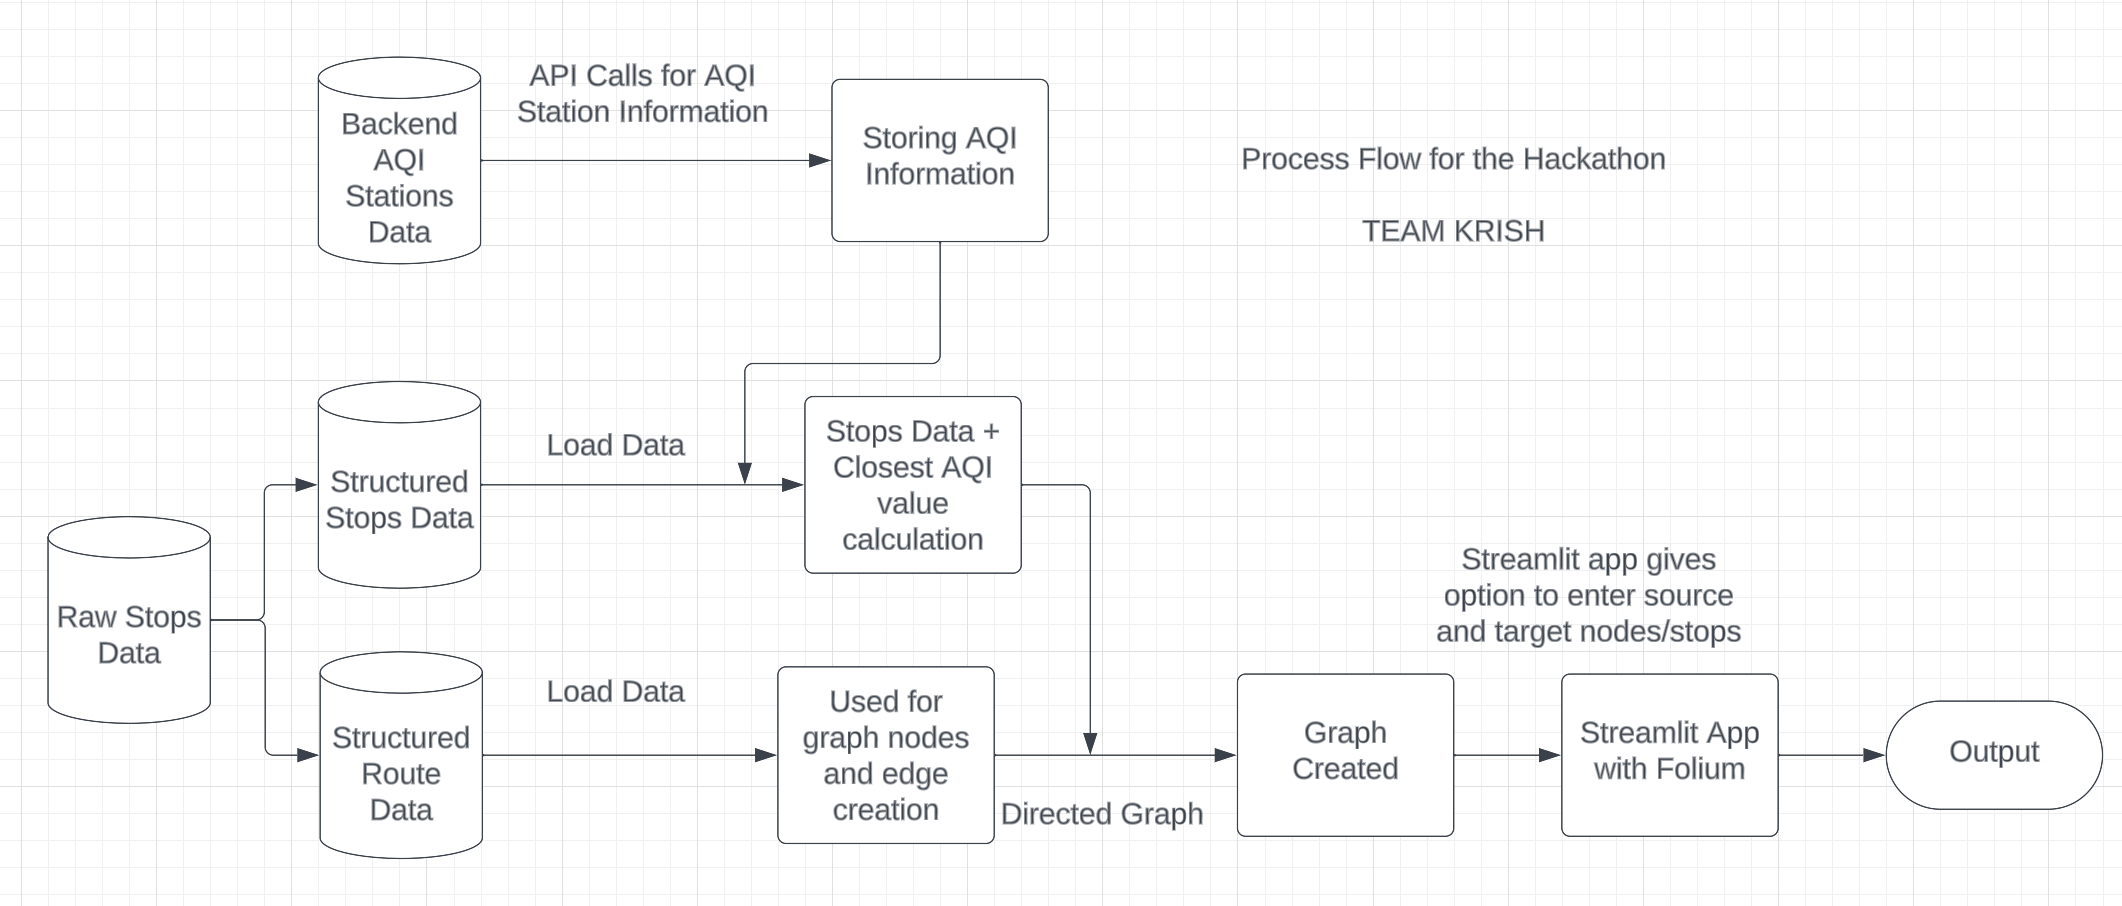 API Calls for AQI
Station Information
Backend
AQI
Stations
Data
Storing AQI
Information
Process Flow for the Hackathon
TEAM KRISH
Structured
Stops Data
Load Data
Stops Data +
Closest AQI
value
calculation
Raw Stops
Data
Structured
Route
Data
Load Data
Used for
graph nodes
and edge
creation
Directed Graph
Graph
Created
Streamlit app gives
option to enter source
and target nodes/stops
Streamlit App
with Folium
Output